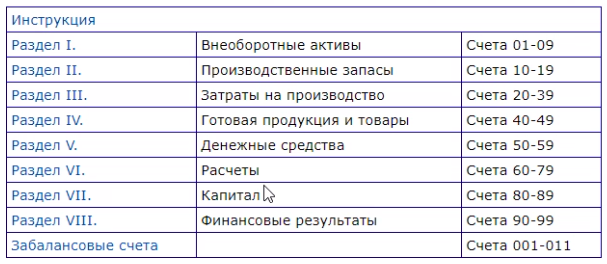 Инструкция
Раздел I. Внеоборотные активы Счета 01-09
Раздел II. Производственные запасы Счета 10-19
Раздел III. Затраты на производство Счета 20-39
Раздел IV. Готовая продукция и товары Счета 40-49
Раздел V. Денежные средства Счета 50-59
Раздел VI. Расчеты Счета 60-79
Раздел VII. Капитал Счета 80-89
Раздел VIII. Финансовые результаты Счета 90-99
Забалансовые счета Счета 001-011